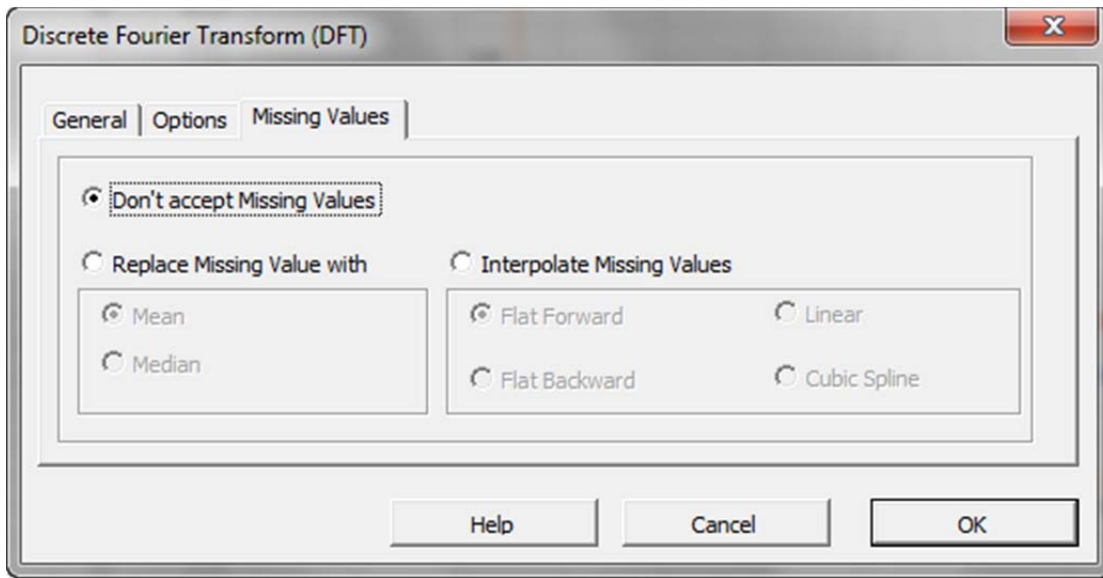 Discrete Fourier Transform (DFT)
General Options Missing Values
Don't accept Missing Values
Replace Missing Value with Interpolate Missing Values
Mean Flat Forward Linear
Median Flat Backward Cubic Spline
Help Cancel OK